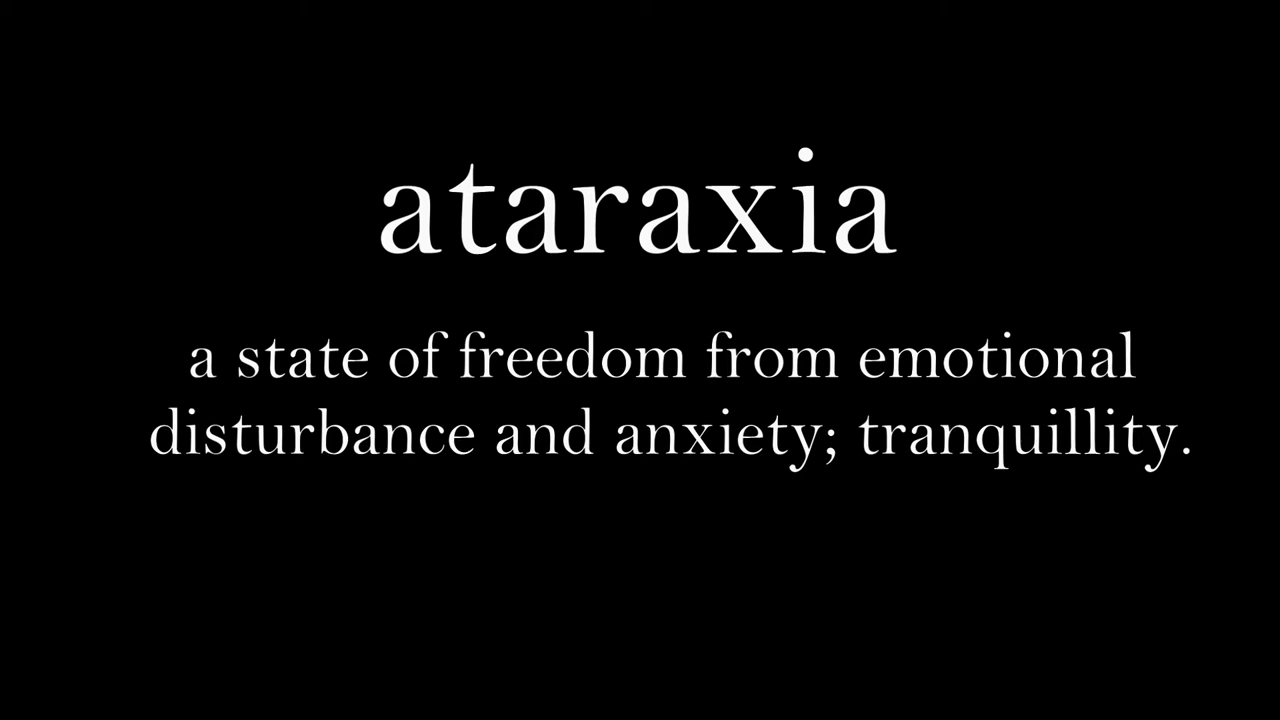 ataraxia
a state of freedom from emotional
disturbance and anxiety; tranquillity.